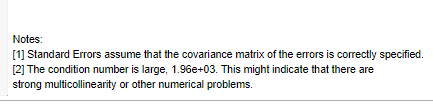 Notes:
[1] Standard Errors assume that the covariance matrix of the errors is correctly specified.
[2] The condition number is large, 1.96e+03. This might indicate that there are
strong multicollinearity or other numerical problems.